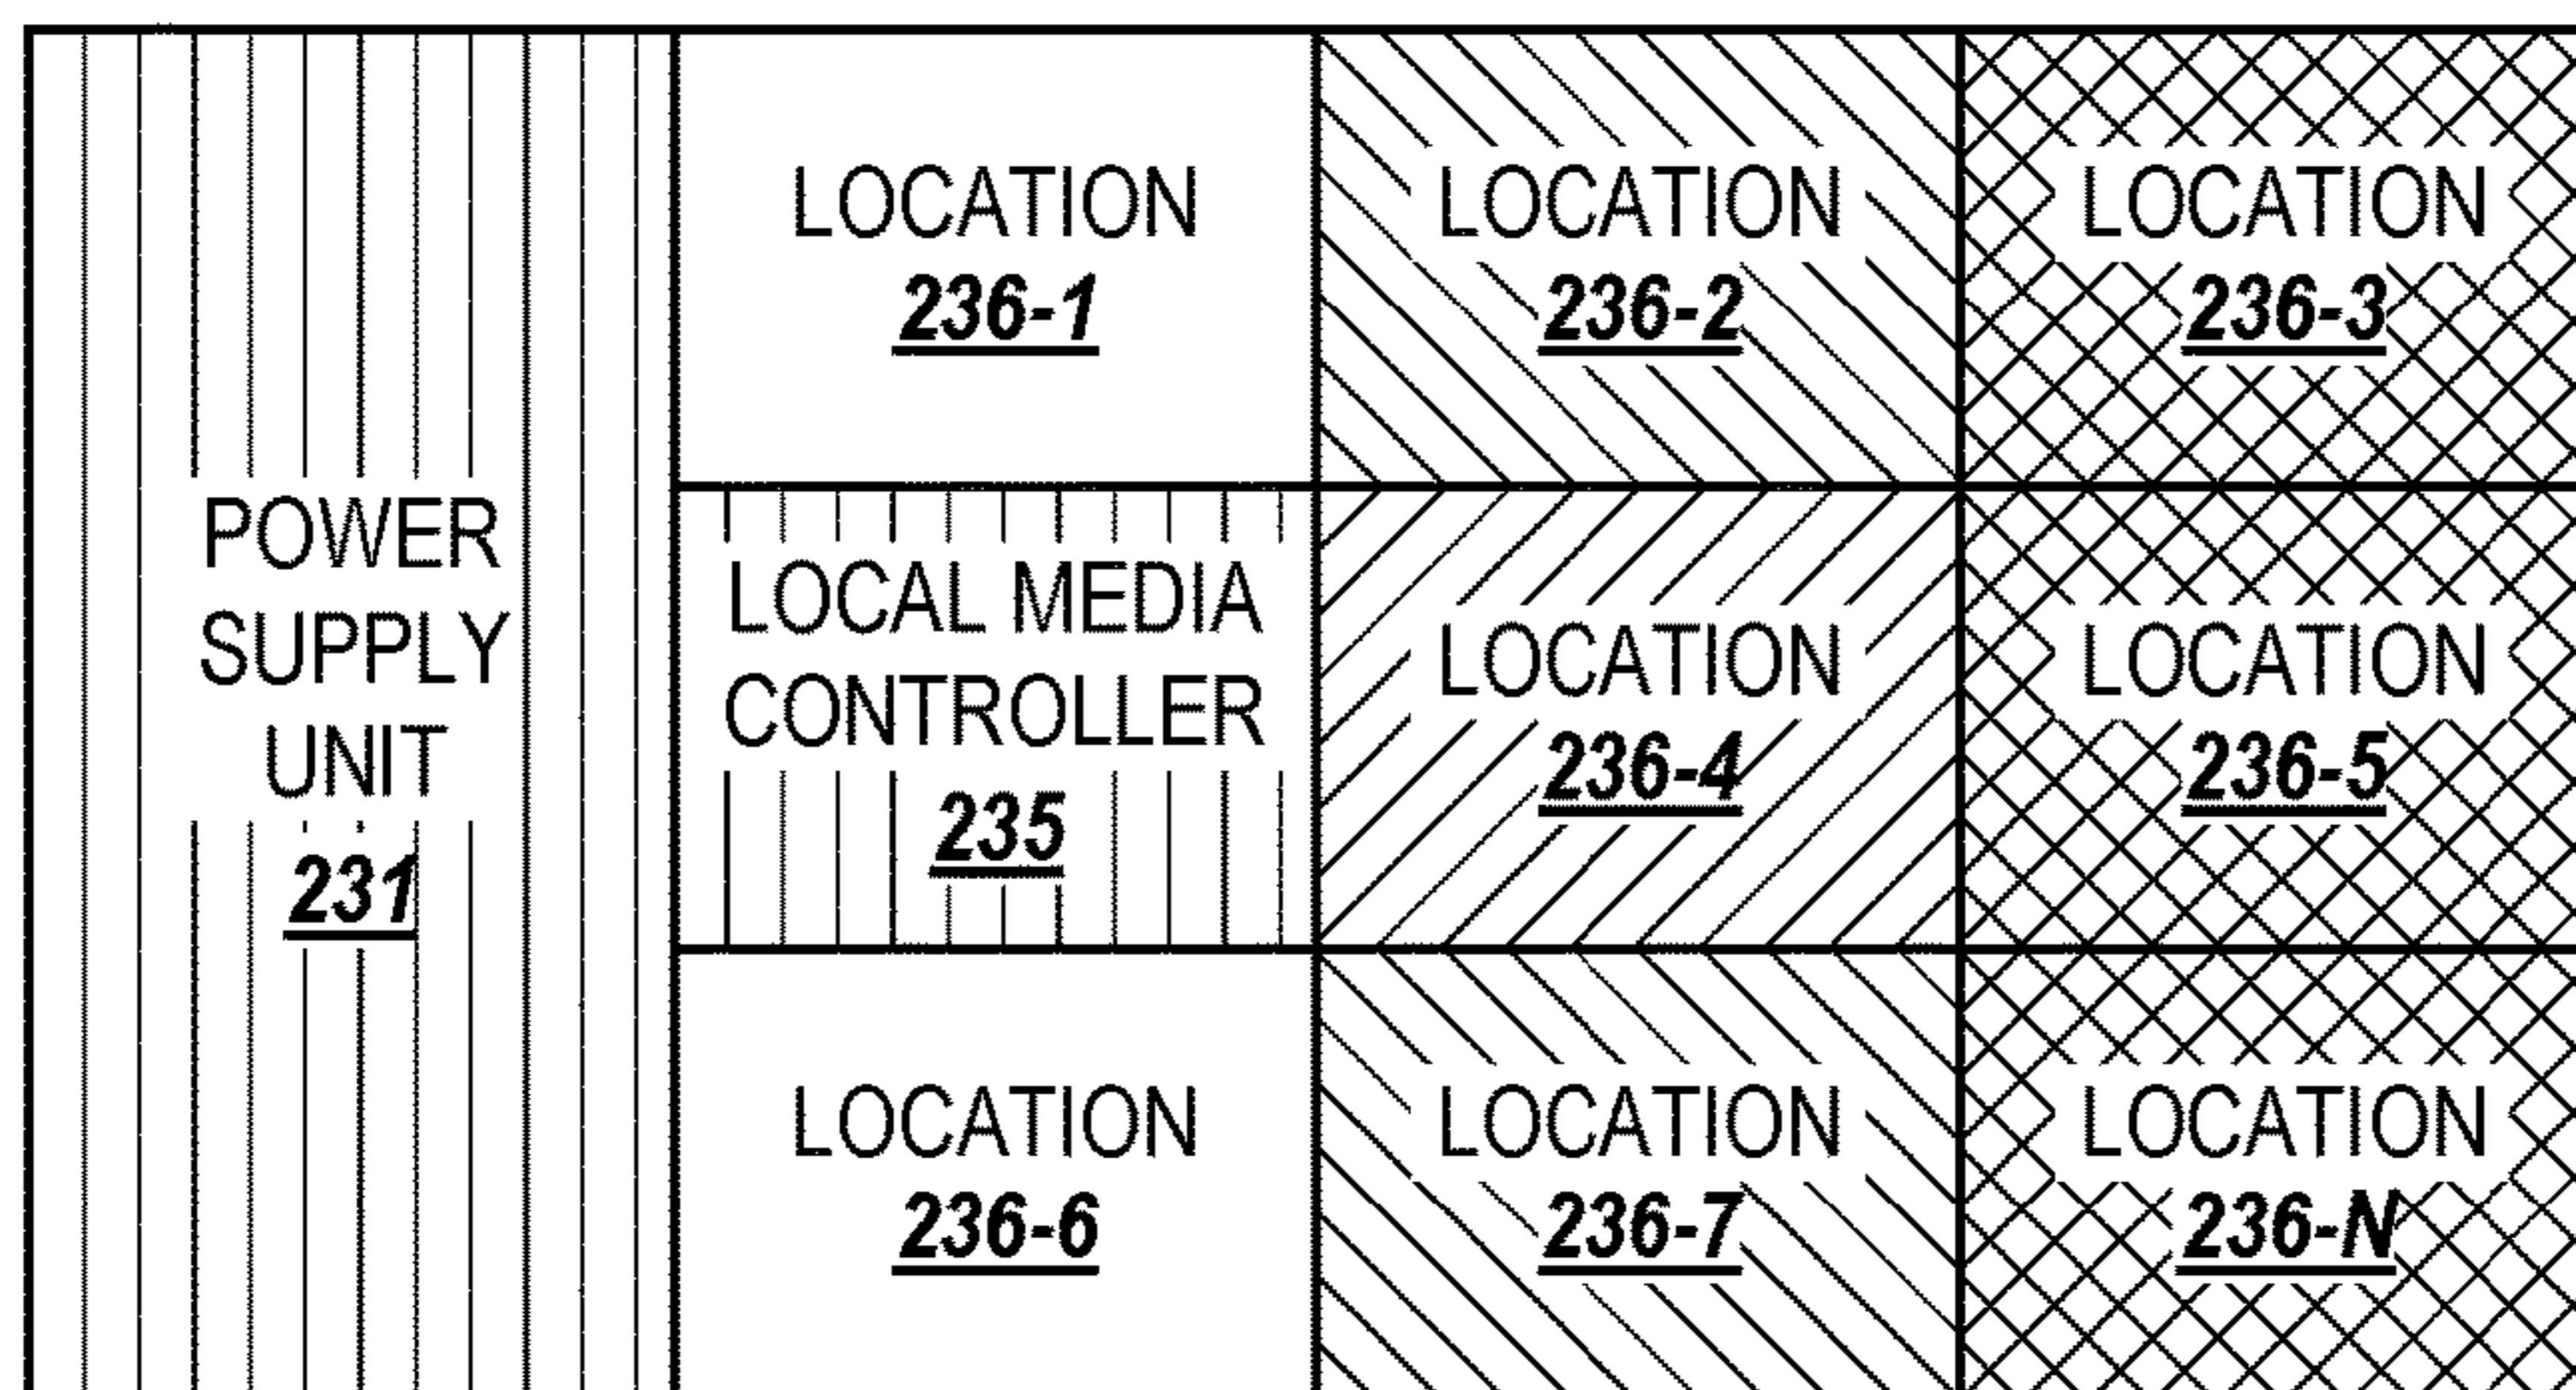 LOCATION
236-1
LOCATION
236-2
LOCATION
236-3
POWER
SUPPLY
UNIT
231
LOCAL MEDIA
CONTROLLER
235
LOCATION
236-4
LOCATION
236-5
LOCATION
236-6
LOCATION
236-7
LOCATION
236-N